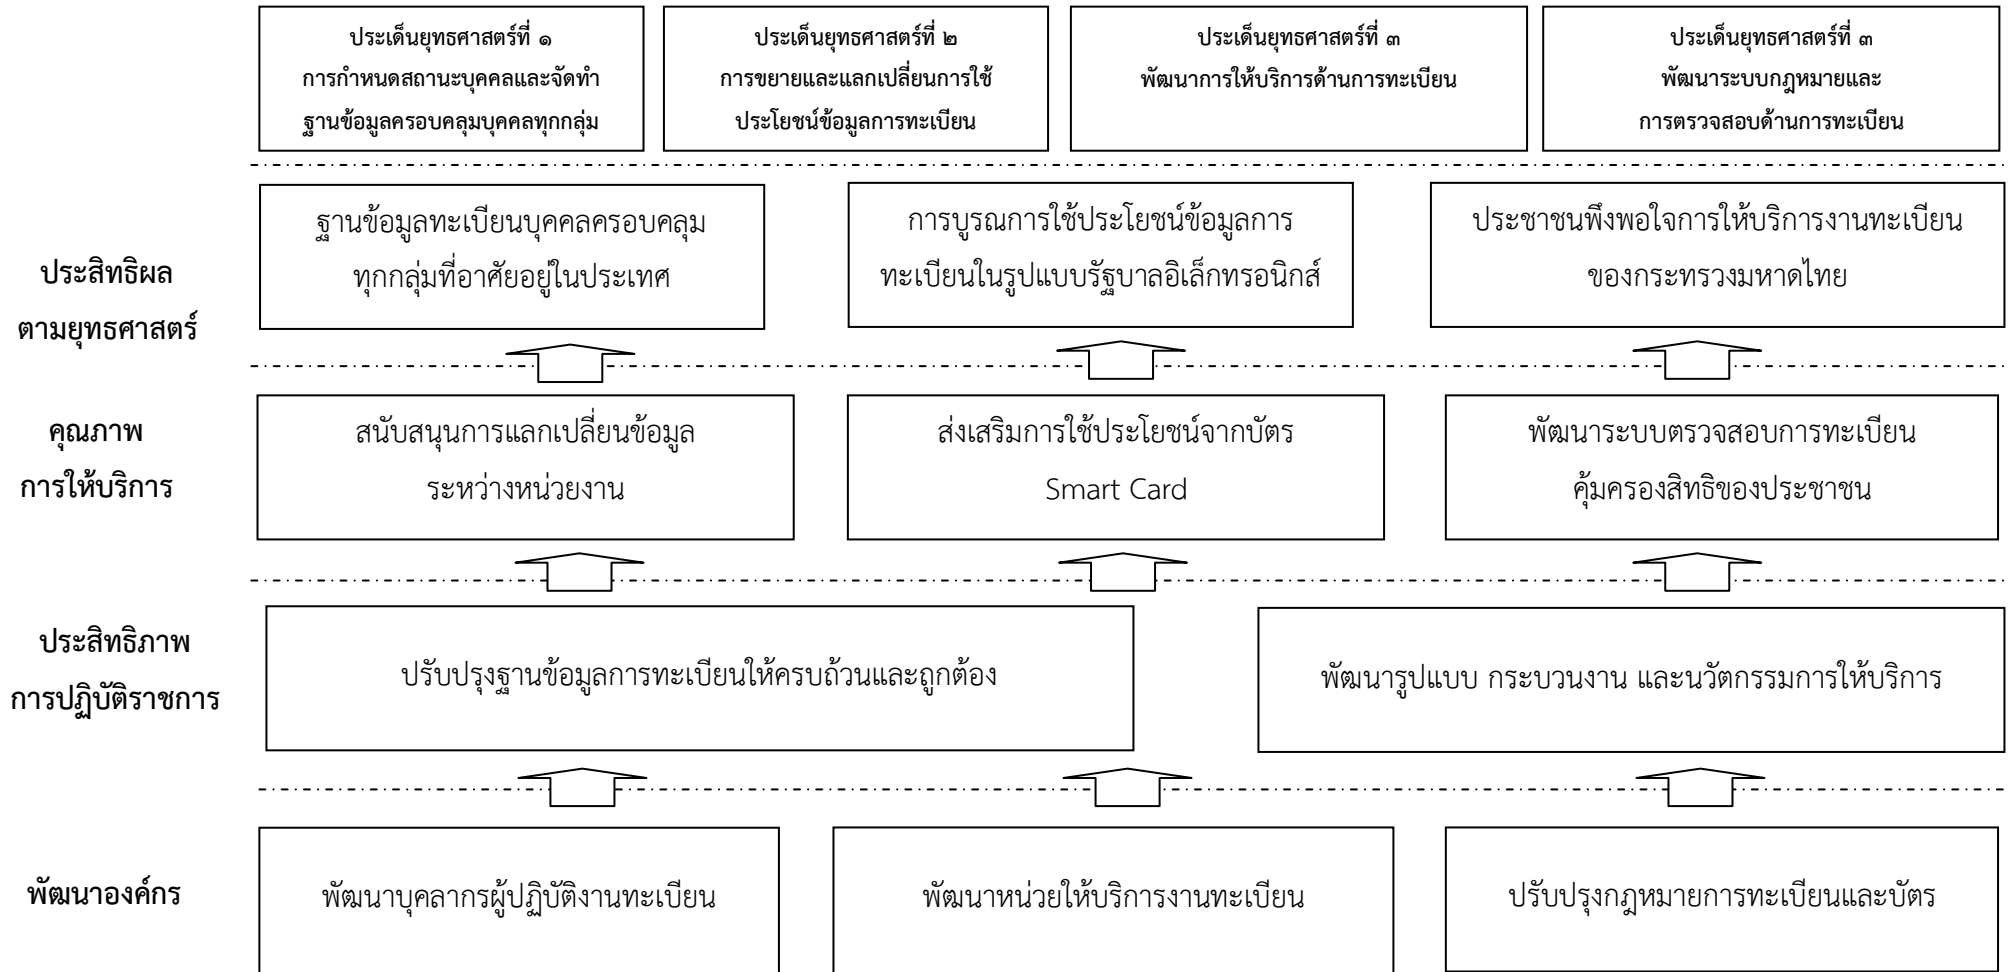 ประเด็นยุทธศาสตร์ที่ ๑
การกำหนดสถานะบุคคลและจัดทำ
ฐานข้อมูลครอบคลุมบุคคลทุกกลุ่ม
ประเด็นยุทธศาสตร์ที่ ๒
การขยายและแลกเปลี่ยนการใช้
ประโยชน์ข้อมูลการทะเบียน
ประเด็นยุทธศาสตร์ที่ ๓
พัฒนาการให้บริการด้านการทะเบียน
ประเด็นยุทธศาสตร์ที่ ๓
พัฒนาระบบกฎหมายและ
การตรวจสอบด้านการทะเบียน
ประสิทธิผล
ตามยุทธศาสตร์
ฐานข้อมูลทะเบียนบุคคลครอบคลุม
ทุกกลุ่มที่อาศัยอยู่ในประเทศ
การบูรณการใช้ประโยชน์ข้อมูลการ
ทะเบียนในรูปแบบรัฐบาลอิเล็กทรอนิกส์
ประชาชนพึงพอใจการให้บริการงานทะเบียน
ของกระทรวงมหาดไทย
คุณภาพ
การให้บริการ
สนับสนุนการแลกเปลี่ยนข้อมูล
ระหว่างหน่วยงาน
ส่งเสริมการใช้ประโยชน์จากบัตร
Smart Card
พัฒนาระบบตรวจสอบการทะเบียน
คุ้มครองสิทธิของประชาชน
ประสิทธิภาพ
การปฏิบัติราชการ
ปรับปรุงฐานข้อมูลการทะเบียนให้ครบถ้วนและถูกต้อง
พัฒนารูปแบบ กระบวนงาน และนวัตกรรมการให้บริการ
พัฒนาองค์กร
พัฒนาบุคลากรผู้ปฏิบัติงานทะเบียน
พัฒนาหน่วยให้บริการงานทะเบียน
ปรับปรุงกฎหมายการทะเบียนและบัตร